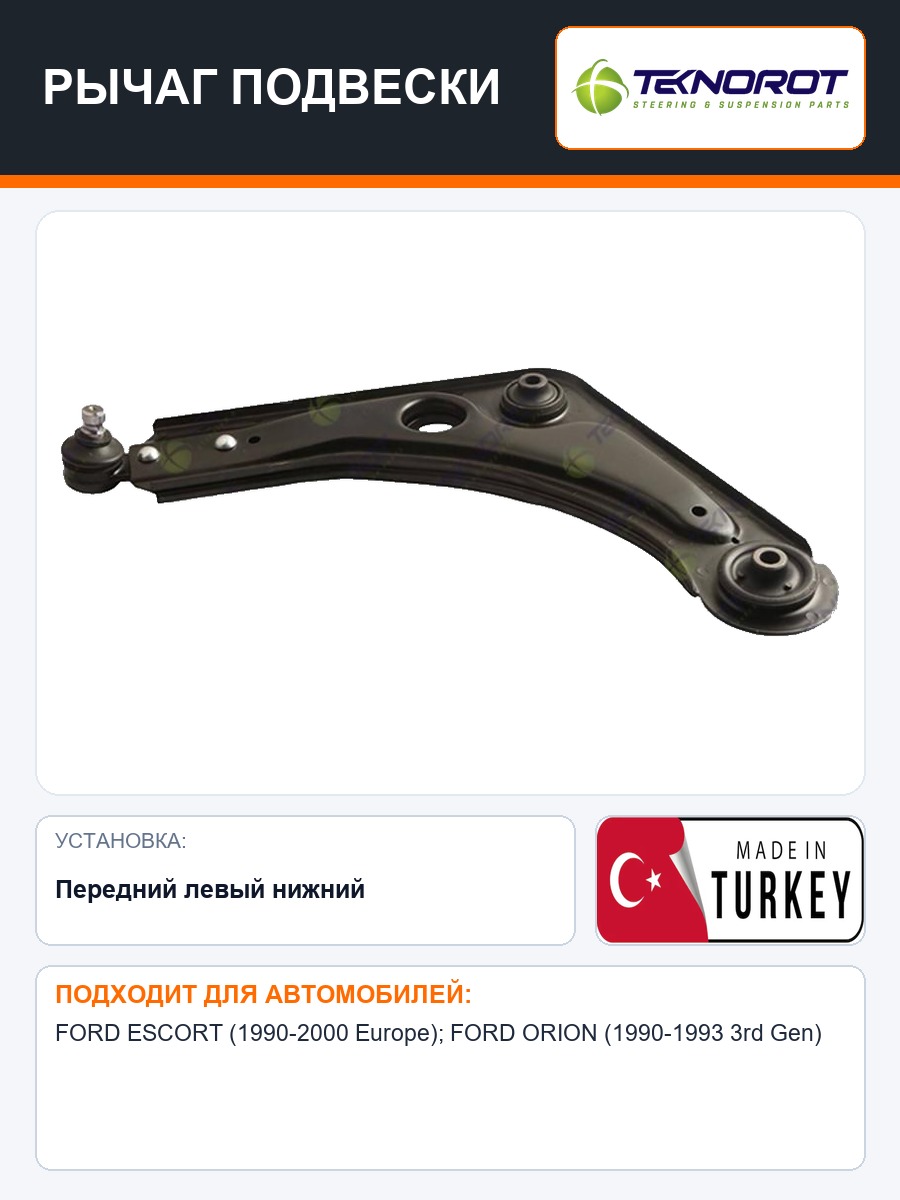 РЫЧАГ ПОДВЕСКИ
TEKNOROT
STEERING & SUSPENSION PARTS
УСТАНОВКА:
Передний левый нижний
MADE IN
TURKEY
ПОДХОДИТ ДЛЯ АВТОМОБИЛЕЙ:
FORD ESCORT (1990-2000 Europe); FORD ORION (1990-1993 3rd Gen)